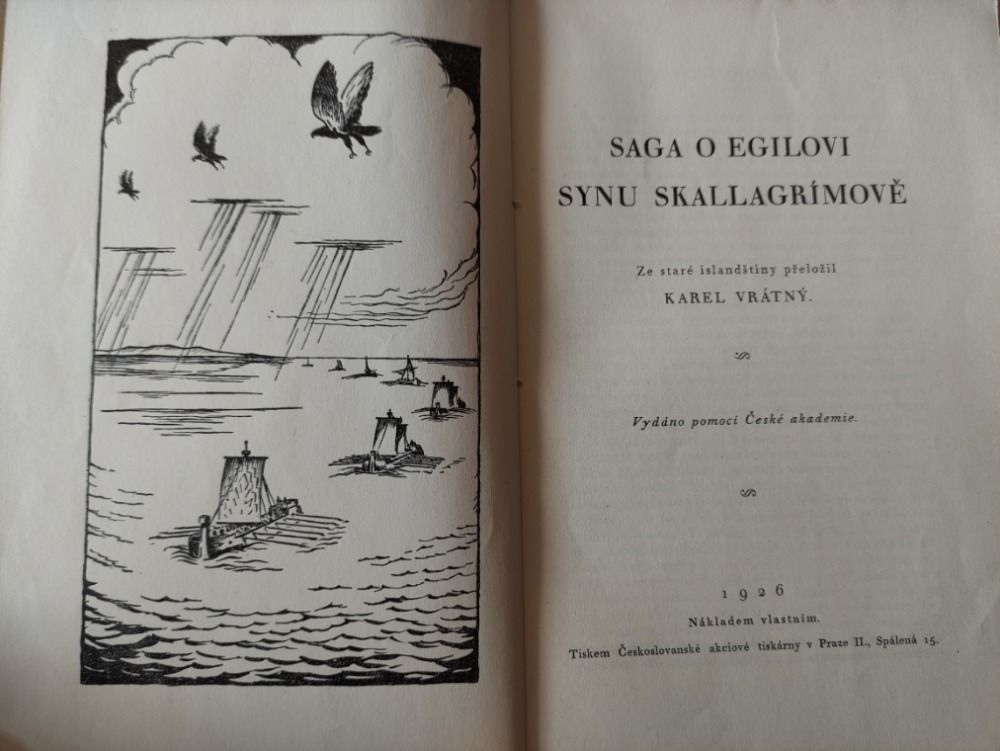 SAGA O EGILOVI
SYNU SKALLAGRÍMOVĚ
Ze staré islandštiny přeložil
KAREL VRÁTNÝ.
Vydáno pomocí České akademie.
1926
Nákladem vlastním.
Tiskem Českoslovanské akciové tiskárny v Praze II., Spálená 15.